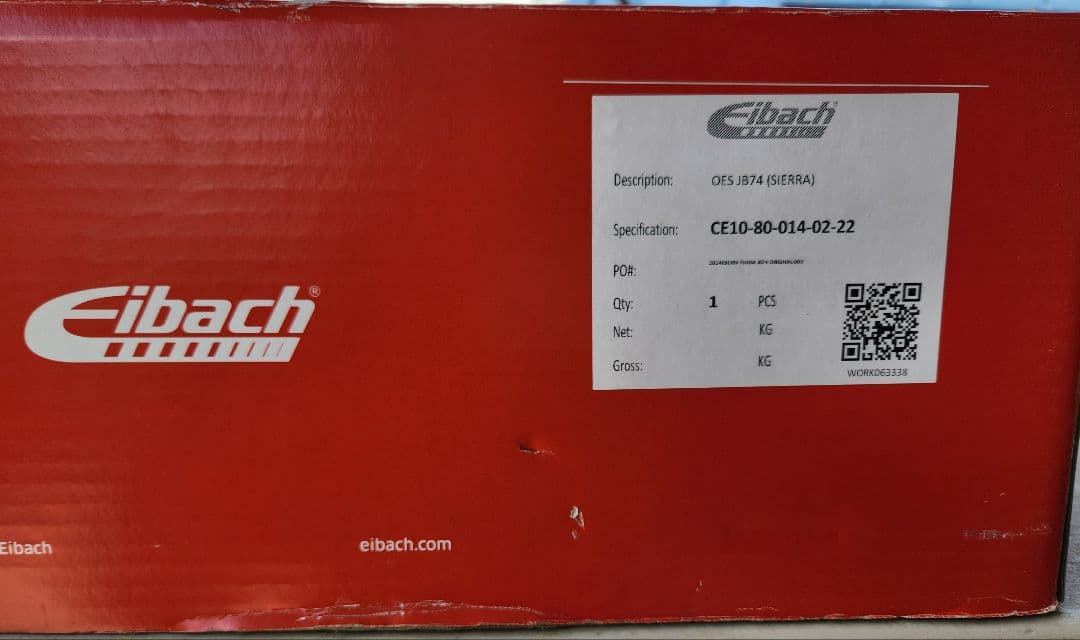 Eibach®
Eibach
eibach.com
Eibach®
Description: OES JB74 (SIERRA)
Specification: CE10-80-014-02-22
PO#:
Qty: 1 PCS
Net: KG
Gross: KG
WORK063338